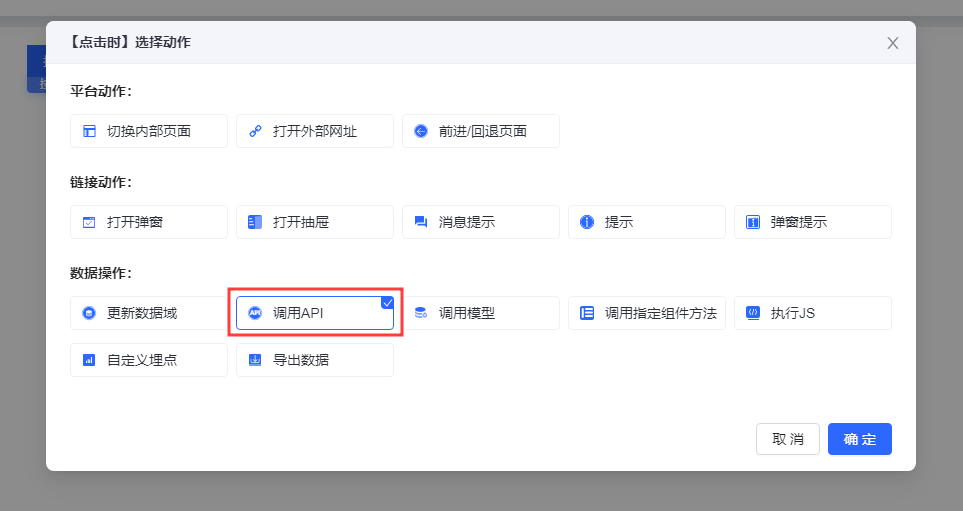 【点击时】选择动作
平台动作：
切换内部页面 打开外部网址 前进/回退页面
链接动作：
打开弹窗 打开抽屉 消息提示 提示 弹窗提示
数据操作：
更新数据域 API 调用API 调用模型 调用指定组件方法 执行JS
自定义埋点 导出数据
取消 确定